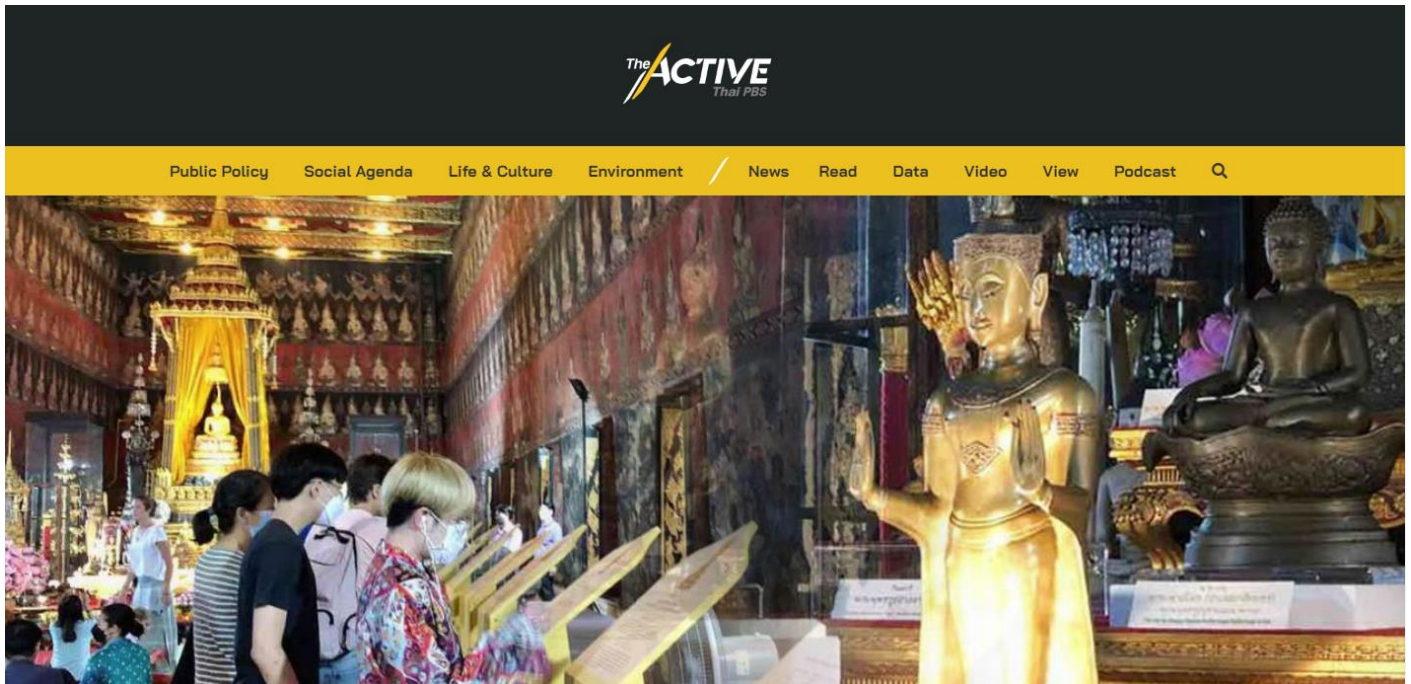 The ACTIVE
Thai PBS
Public Policy Social Agenda Life & Culture Environment / News Read Data Video View Podcast